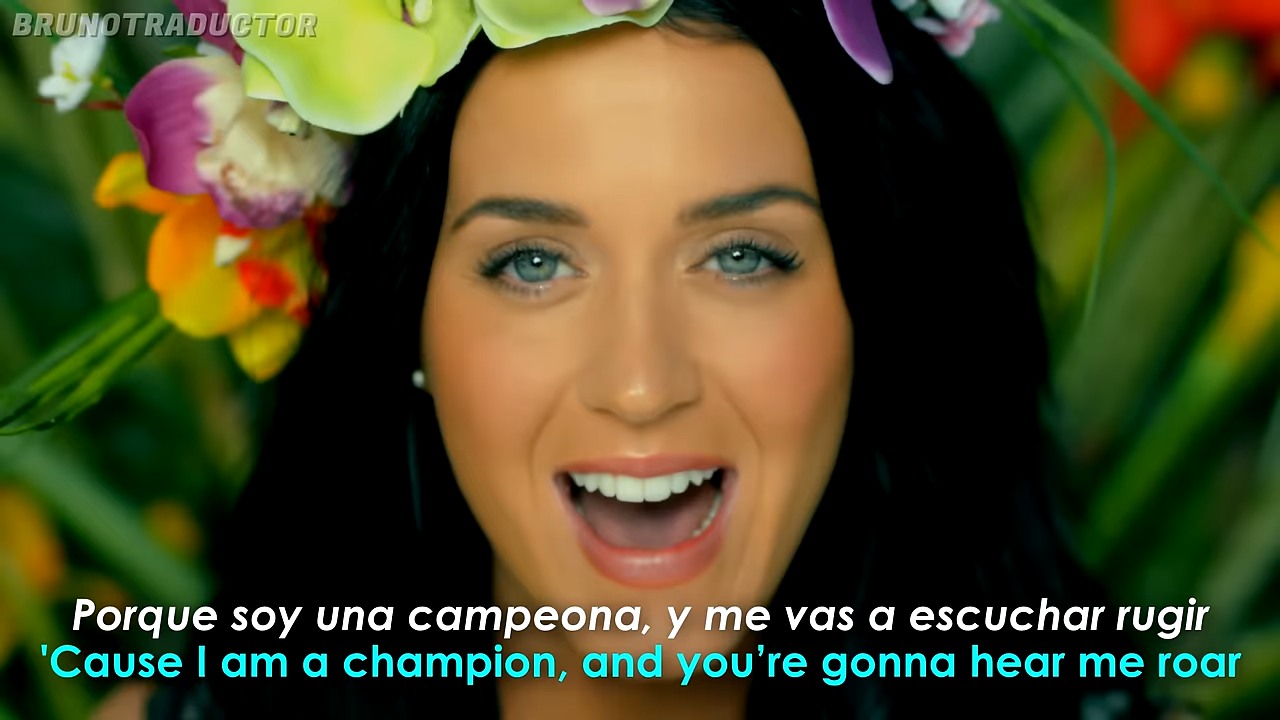 BRUNOTRADUCTOR
Porque soy una campeona, y me vas a escuchar rugir
'Cause I am a champion, and you’re gonna hear me roar